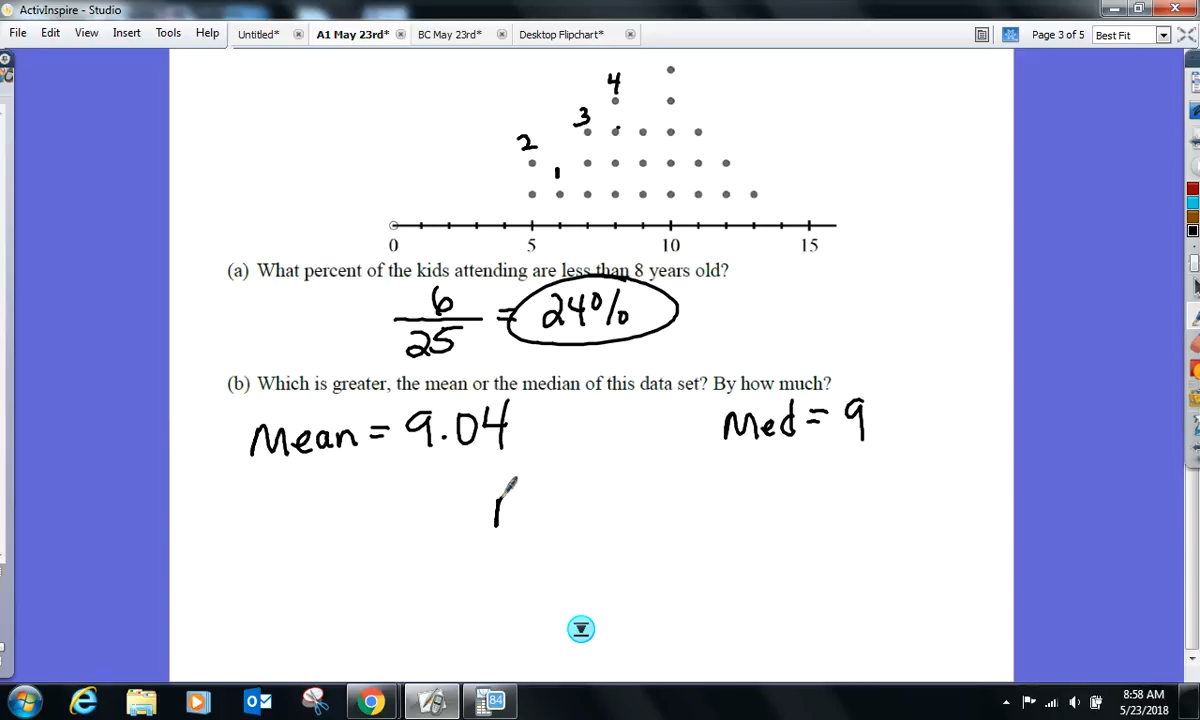 ActivInspire - Studio
File Edit View Insert Tools Help Untitled* A1 May 23rd* BC May 23rd* Desktop Flipchart* Page 3 of 5 Best Fit
4
3
2
1
0 5 10 15
(a) What percent of the kids attending are less than 8 years old?
6/25 = 24%
(b) Which is greater, the mean or the median of this data set? By how much?
Mean = 9.04 Med = 9
84
8:58 AM
5/23/2018